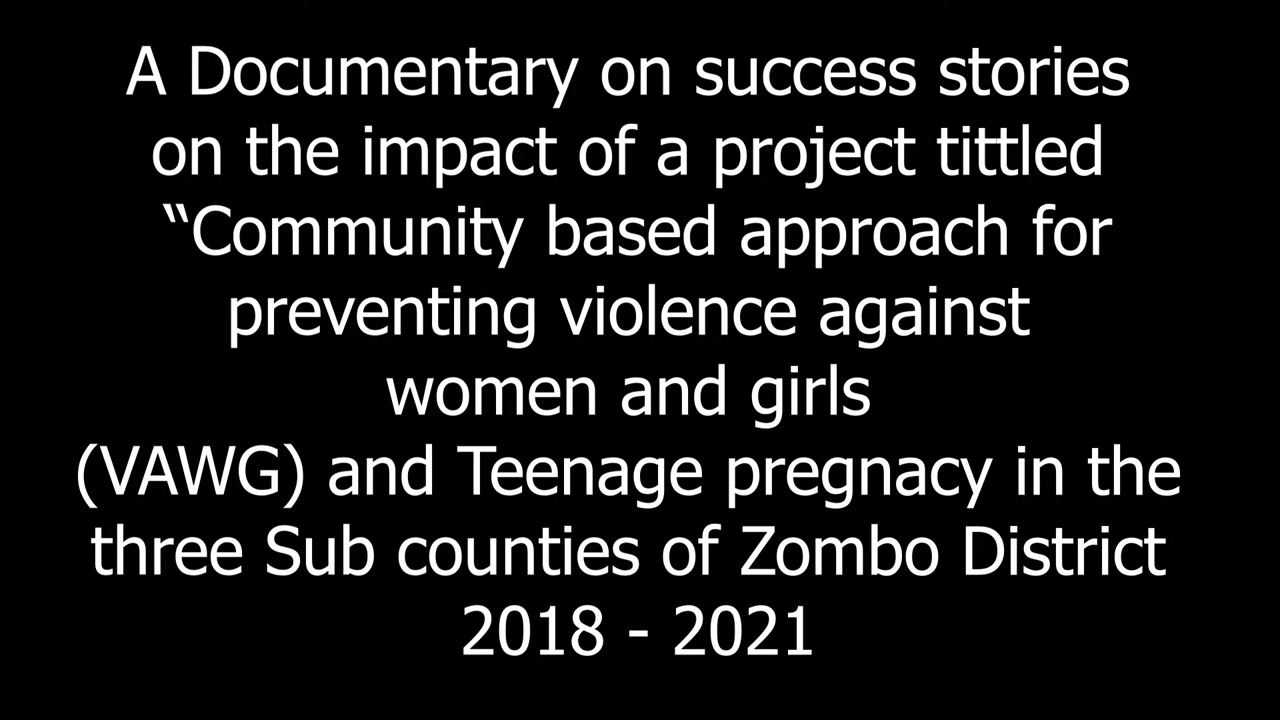 A Documentary on success stories
on the impact of a project tittled
“Community based approach for
preventing violence against
women and girls
(VAWG) and Teenage pregnacy in the
three Sub counties of Zombo District
2018 - 2021